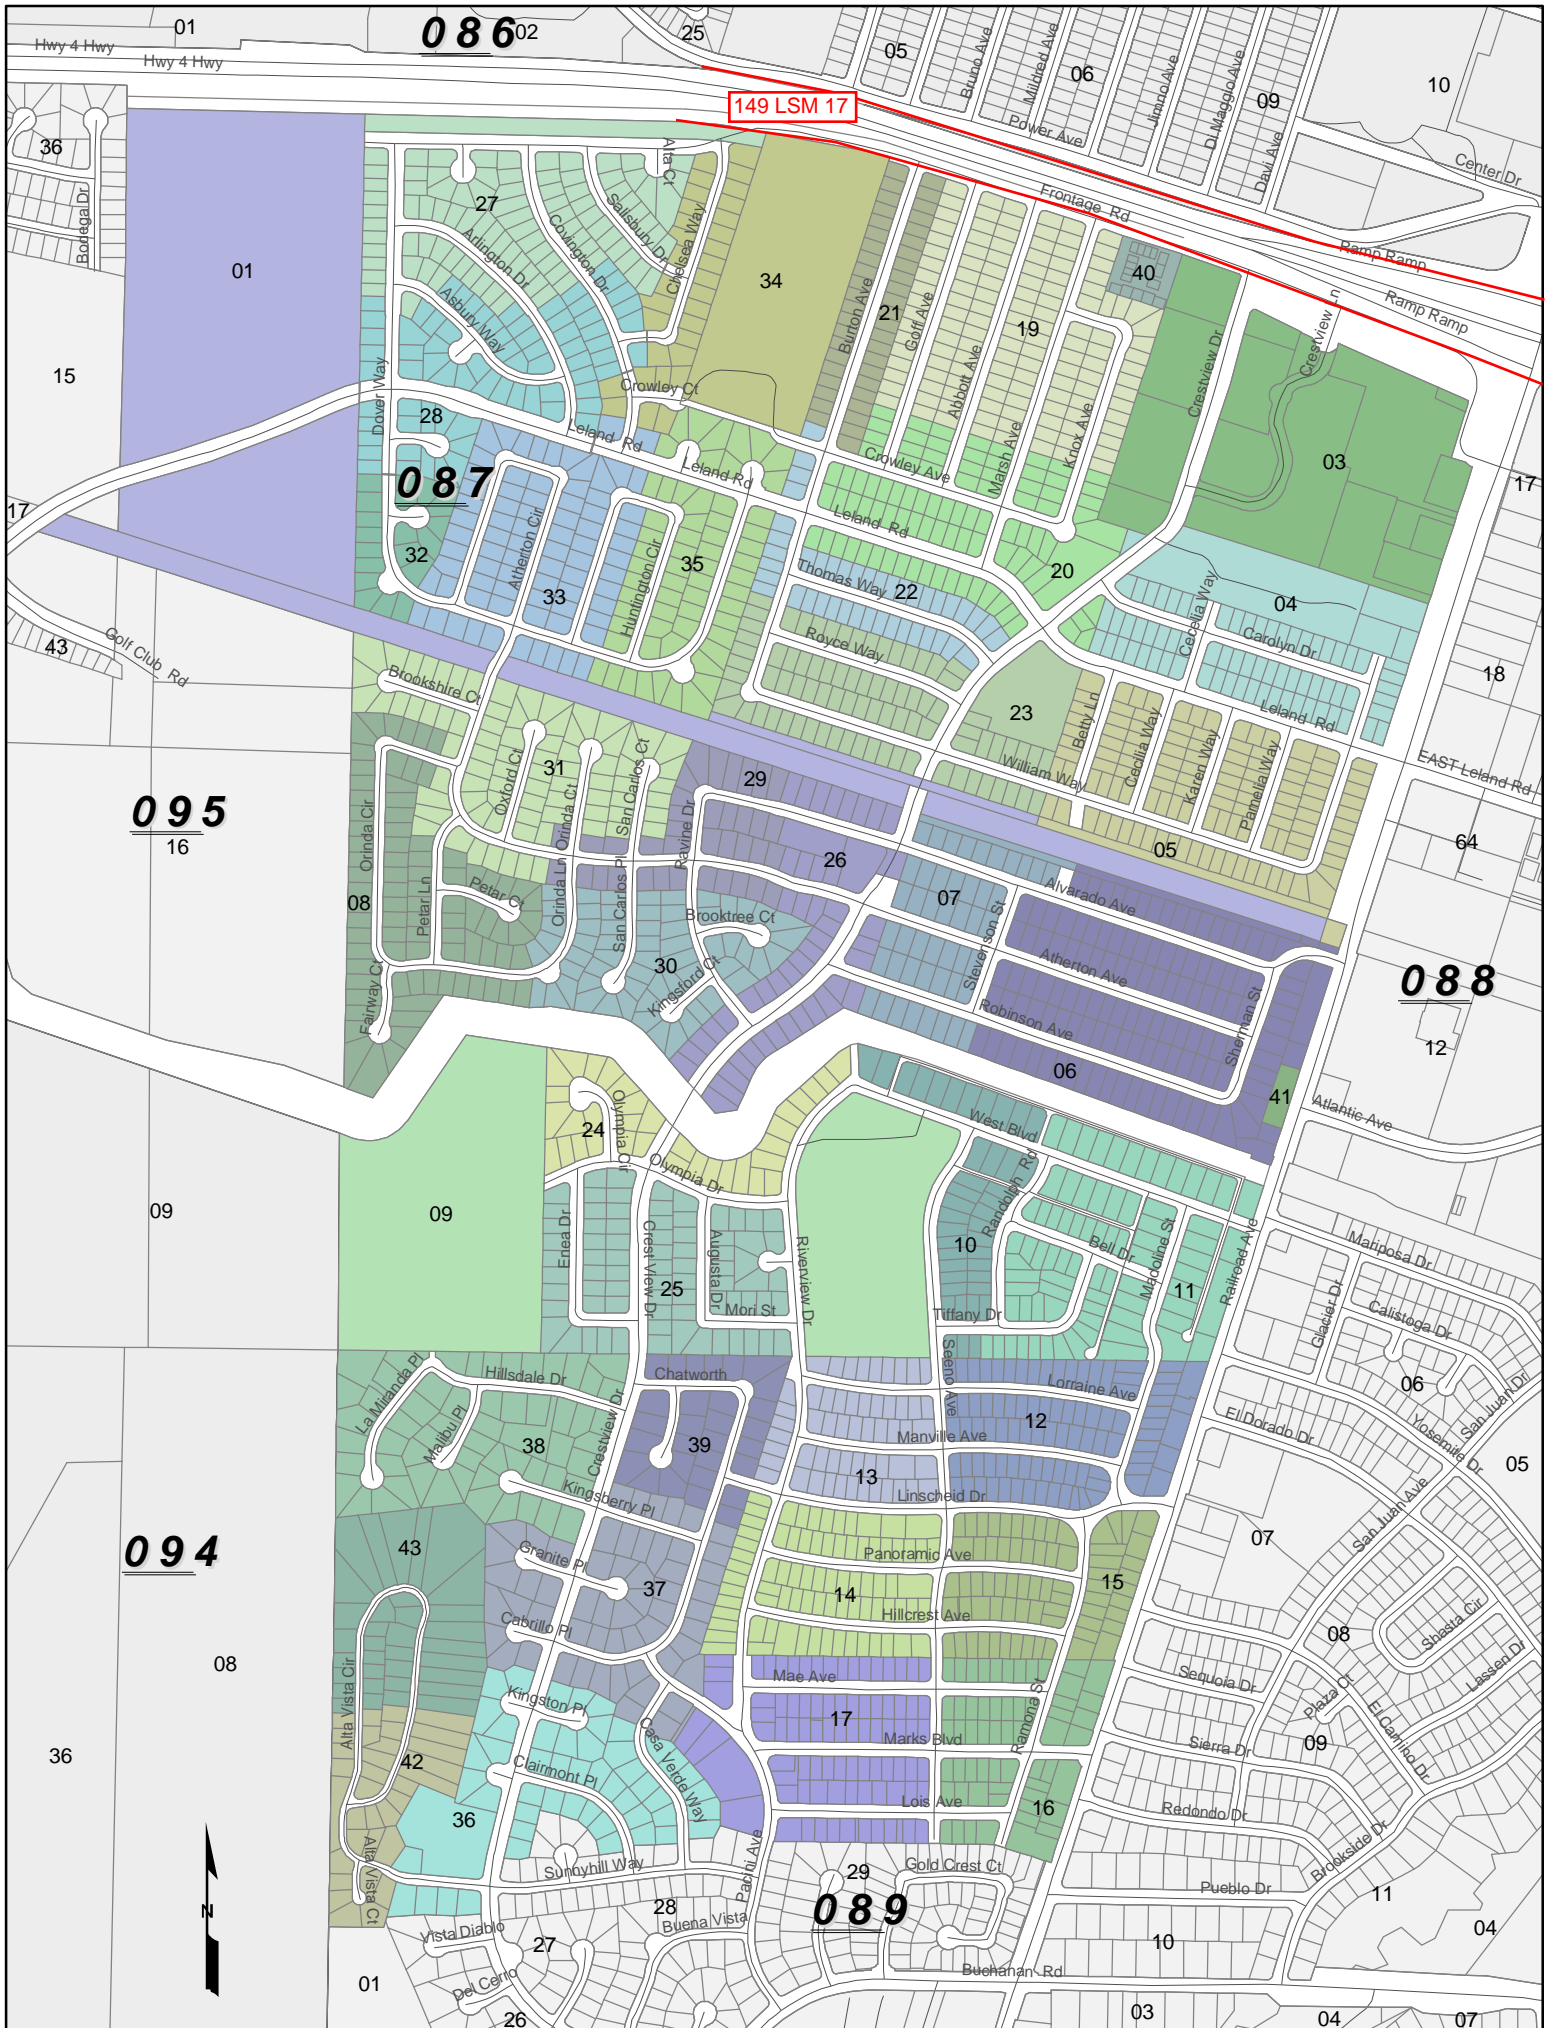 01
086
02
25
Hwy 4 Hwy
Hwy 4 Hwy
05
Bruno Ave
Mildred Ave
06
Jimno Ave
Di Maggio Ave
09
10
149 LSM 17
Power Ave
Davi Ave
Center Dr
36
Bodega Dr
Alta Ct
27
Salisbury Dr
Covington Dr
Chelsea Way
Arlington Dr
Frontage Rd
Ramp Ramp
Ramp Ramp
01
34
40
Asbury Way
Burton Ave
21
Goff Ave
19
Crestview Ln
Abbott Ave
Crestview Dr
15
Dover Way
Crowley Ct
28
Leland Rd
Leland Rd
Crowley Ave
Marsh Ave
Knox Ave
03
087
17
17
Leland Rd
Atherton Cir
32
33
Huntington Cir
35
Thomas Way
22
20
Cecelia Way
04
Carolyn Dr
43
Golf Club Rd
Royce Way
18
Brookshire Ct
23
Betty Ln
Leland Rd
Cecilia Way
Karen Way
Pamelia Way
William Way
EAST Leland Rd
31
Oxford Ct
Orinda Ct
San Carlos Ct
29
095
16
Orinda Cir
Ravine Dr
26
05
64
08
Petar Ln
Petar Ct
Orinda Ln
San Carlos Pl
Brooktree Ct
07
Alvarado Ave
Stevenson St
30
Kingsford Ct
Atherton Ave
088
Fairway Ct
Robinson Ave
Sherman St
12
06
41
Atlantic Ave
24
Olympia Cir
Olympia Dr
West Blvd
Randolph Rd
09
09
Enea Dr
Crest View Dr
Augusta Dr
Riverview Dr
10
Bell Dr
Madoline St
Railroad Ave
Mariposa Dr
25
Mori St
Tiffany Dr
11
Glacier Dr
Calistoga Dr
La Miranda Pl
Hillsdale Dr
Chatworth
Seeno Ave
Lorraine Ave
06
San Juan Dr
Malibu Pl
38
Crestview Dr
39
Manville Ave
12
El Dorado Dr
Yosemite Dr
13
Linscheid Dr
05
Kingsberry Pl
San Juan Ave
094
43
Granite Pl
37
Panoramic Ave
07
14
15
Hillcrest Ave
Cabrillo Pl
08
Shasta Cir
08
Alta Vista Cir
Mae Ave
Sequoia Dr
Lassen Dr
Kingston Pl
Plaza Ct
17
Ramona St
El Camino Dr
Casa Verde Way
Marks Blvd
Sierra Dr
09
36
42
Clairmont Pl
36
Lois Ave
16
Redondo Dr
Alta Vista Ct
Sunnyhill Way
Pacini Ave
29
Gold Crest Ct
Brookside Dr
Pueblo Dr
11
N
28
Buena Vista
089
04
Vista Diablo
27
10
01
Del Cerro
Buchanan Rd
26
03
04
07